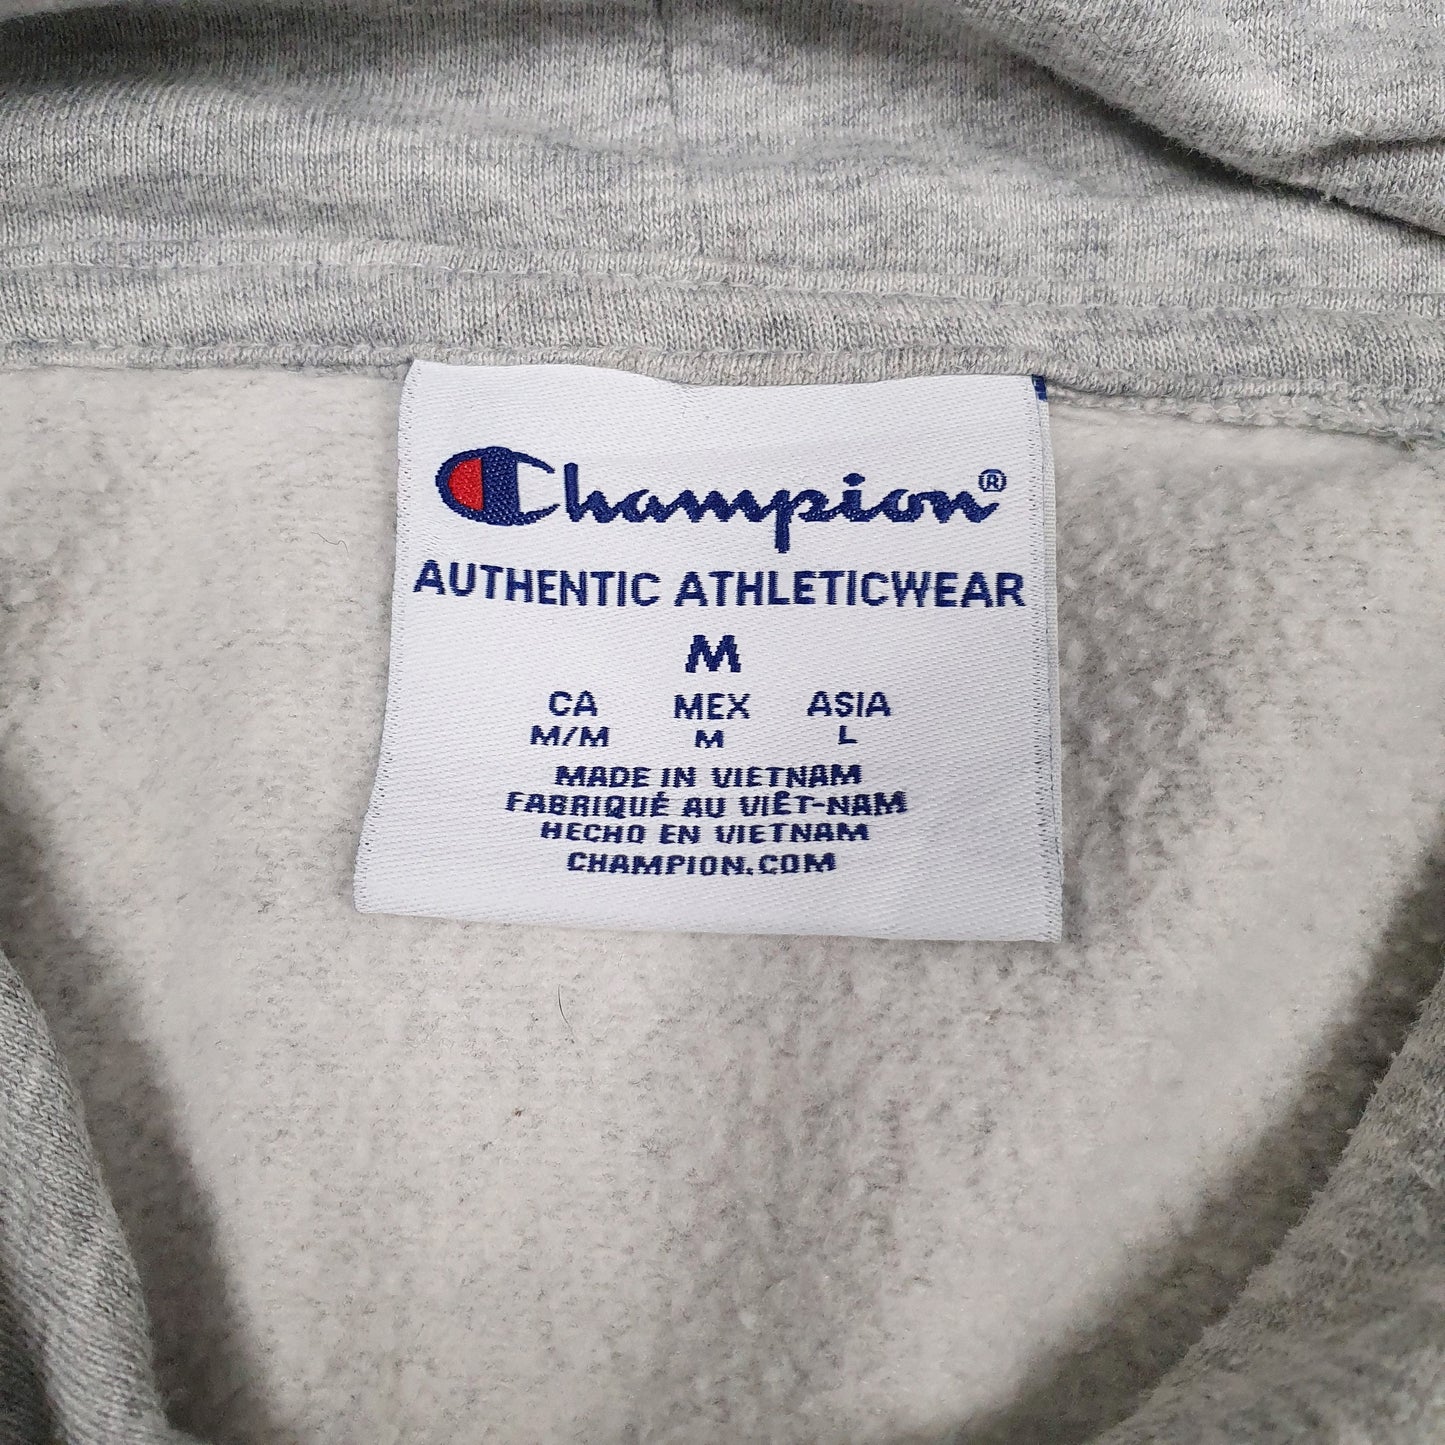 Champion®
AUTHENTIC ATHLETICWEAR
M
CA MEX ASIA
M/M M L
MADE IN VIETNAM
FABRIQUÉ AU VIÊT-NAM
HECHO EN VIETNAM
CHAMPION.COM